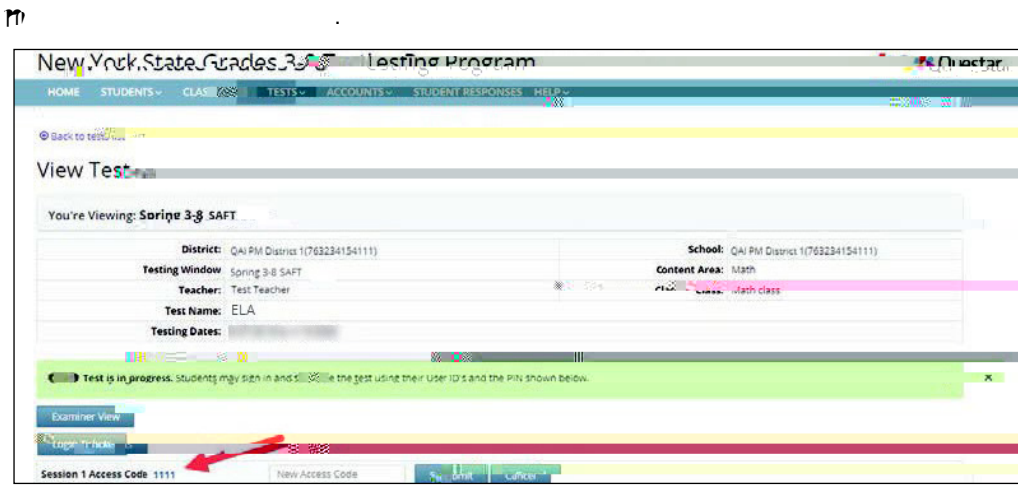 New York State Grades 3-8 Testing Program
Questar
HOME STUDENTS CLAS TESTS ACCOUNTS STUDENT RESPONSES HELP
Back to
View Test
You're Viewing: Spring 3-8 SAFT
District: QAI PM District 1(763234154111) School: QAI PM District 1(763234154111)
Testing Window Spring 3-8 SAFT Content Area: Math
Teacher: Test Teacher Class: Math class
Test Name: ELA
Testing Dates:
Test is in progress. Students may sign in and the test using their User ID's and the PIN shown below. ×
Examiner View
Session 1 Access Code 1111 New Access Code Submit Cancel